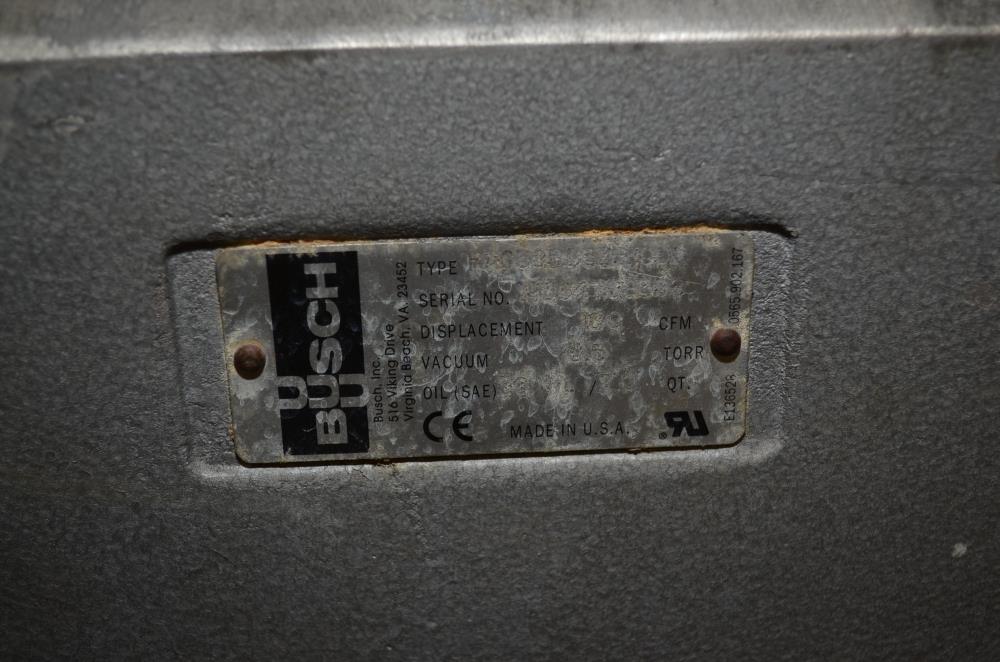 BUSCH
Busch, Inc.
516 Viking Drive
Virginia Beach, VA. 23452
TYPE
SERIAL NO.
DISPLACEMENT CFM
VACUUM TORR
OIL (SAE) / QT.
CE MADE IN U.S.A.
E136528
0565.902.167